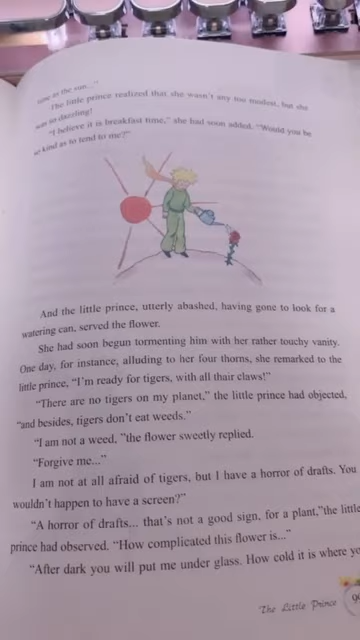 same as the sun..."
The little prince realized that she wasn't any too modest, but she
was so dazzling!
"I believe it is breakfast time," she had soon added. "Would you be
so kind as to tend to me?"
And the little prince, utterly abashed, having gone to look for a
watering can, served the flower.
She had soon begun tormenting him with her rather touchy vanity.
One day, for instance, alluding to her four thorns, she remarked to the
little prince, "I'm ready for tigers, with all thair claws!"
"There are no tigers on my planet," the little prince had objected,
"and besides, tigers don't eat weeds."
"I am not a weed, "the flower sweetly replied.
"Forgive me..."
I am not at all afraid of tigers, but I have a horror of drafts. You
wouldn't happen to have a screen?"
"A horror of drafts... that's not a good sign, for a plant,"the little
prince had observed. "How complicated this flower is..."
"After dark you will put me under glass. How cold it is where
The Little Prince